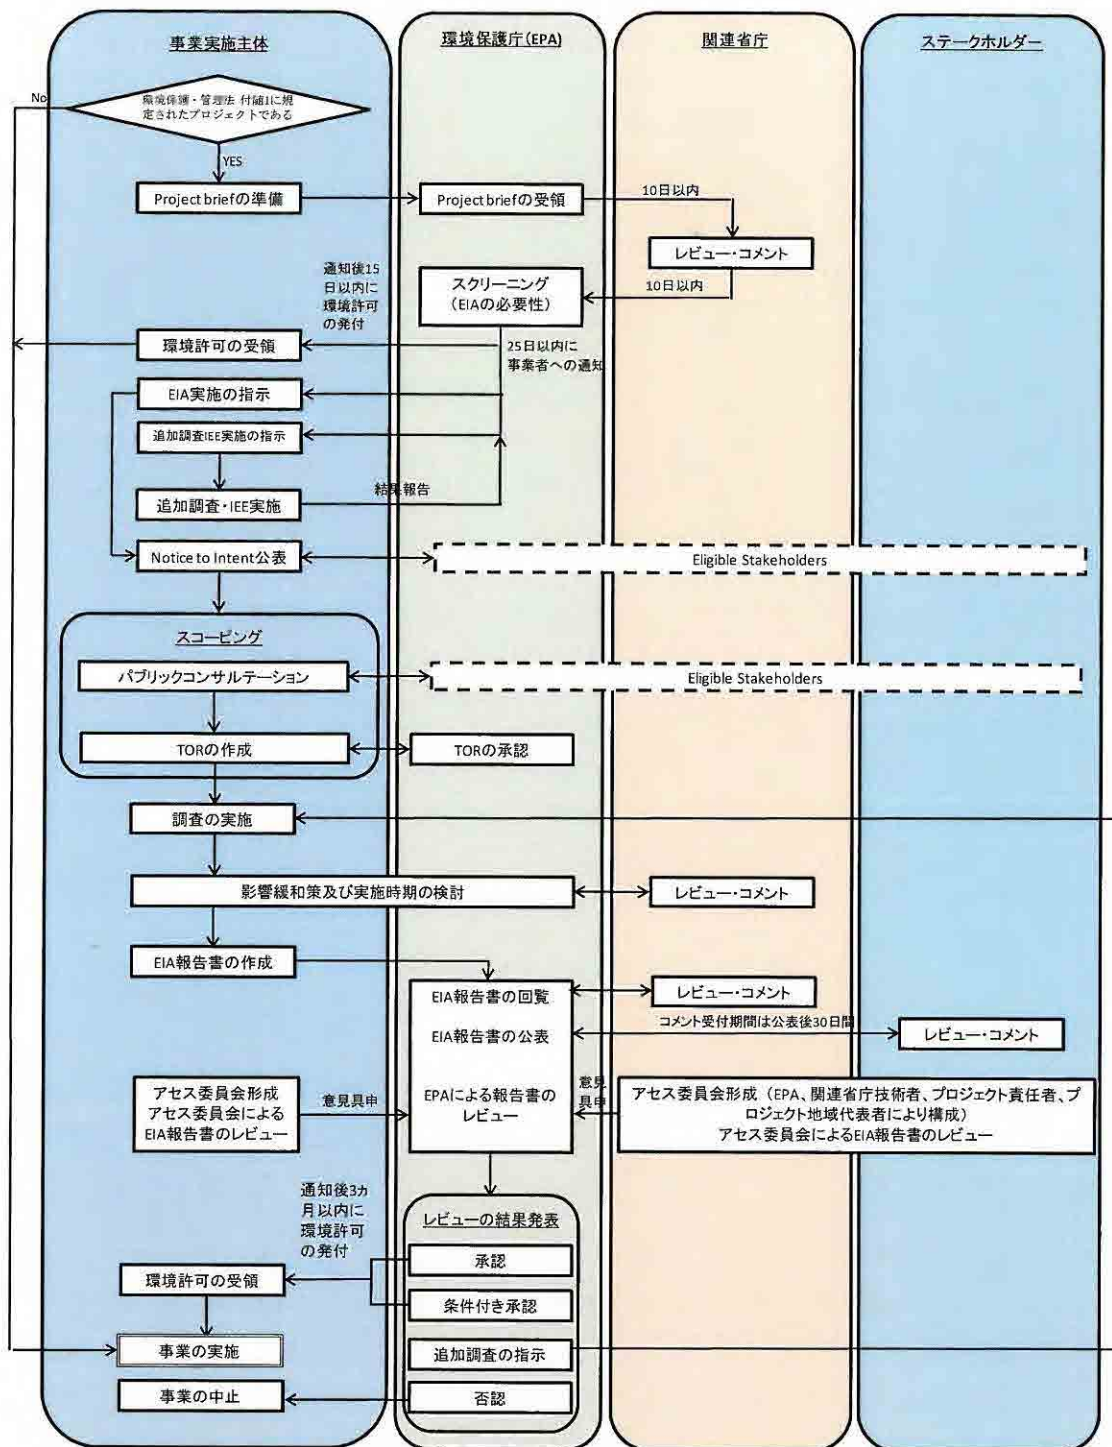 事業実施主体
環境保護庁(EPA)
関連省庁
ステークホルダー
No
環境保護・管理法 付値1に規
定されたプロジェクトである
YES
Project briefの準備
Project briefの受領
10日以内
レビュー・コメント
通知後15
日以内に
環境許可
の発付
スクリーニング
(EIAの必要性)
10日以内
環境許可の受領
25日以内に
事業者への通知
EIA実施の指示
追加調査IEE実施の指示
追加調査・IEE実施
結果報告
Notice to Intent公表
Eligible Stakeholders
スコーピング
パブリックコンサルテーション
Eligible Stakeholders
TORの作成
TORの承認
調査の実施
影響緩和策及び実施時期の検討
レビュー・コメント
EIA報告書の作成
EIA報告書の回覧
レビュー・コメント
EIA報告書の公表
コメント受付期間は公表後30日間
レビュー・コメント
アセス委員会形成
アセス委員会による
EIA報告書のレビュー
意見具申
EPAによる報告書の
レビュー
意見
具申
アセス委員会形成（EPA、関連省庁技術者、プロジェクト責任者、プ
ロジェクト地域代表者により構成)
アセス委員会によるEIA報告書のレビュー
通知後3カ
月以内に
環境許可
の発付
レビューの結果発表
承認
環境許可の受領
条件付き承認
事業の実施
追加調査の指示
事業の中止
否認